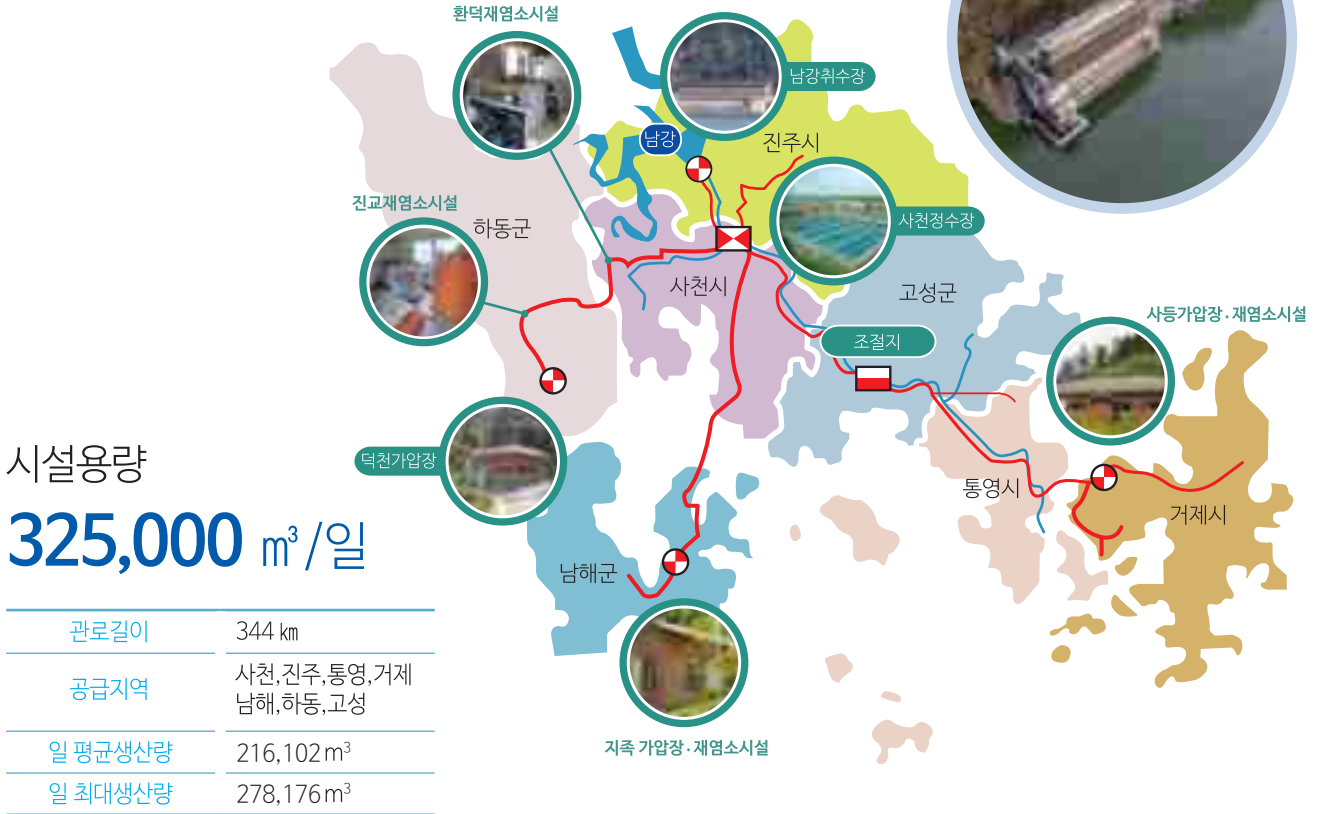 환덕재염소시설
남강취수장
남강
진주시
진교재염소시설
하동군
사천정수장
사천시
고성군
사등가압장·재염소시설
조절지
덕천가압장
통영시
거제시
남해군
지족 가압장·재염소시설
시설용량
325,000 ㎥/일
관로길이 344 ㎞
공급지역 사천,진주,통영,거제
남해,하동,고성
일 평균생산량 216,102m³
일 최대생산량 278,176m³